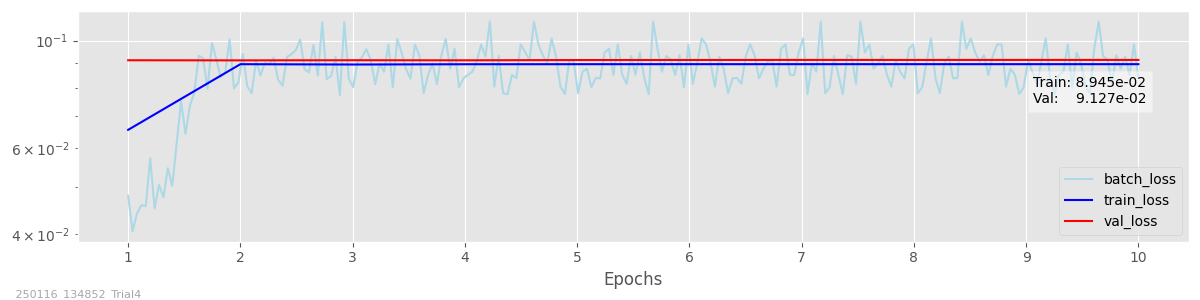 10⁻¹
6 × 10⁻²
4 × 10⁻²
Train: 8.945e-02
Val: 9.127e-02
batch_loss
train_loss
val_loss
1 2 3 4 5 6 7 8 9 10
Epochs
250116_134852_Trial4